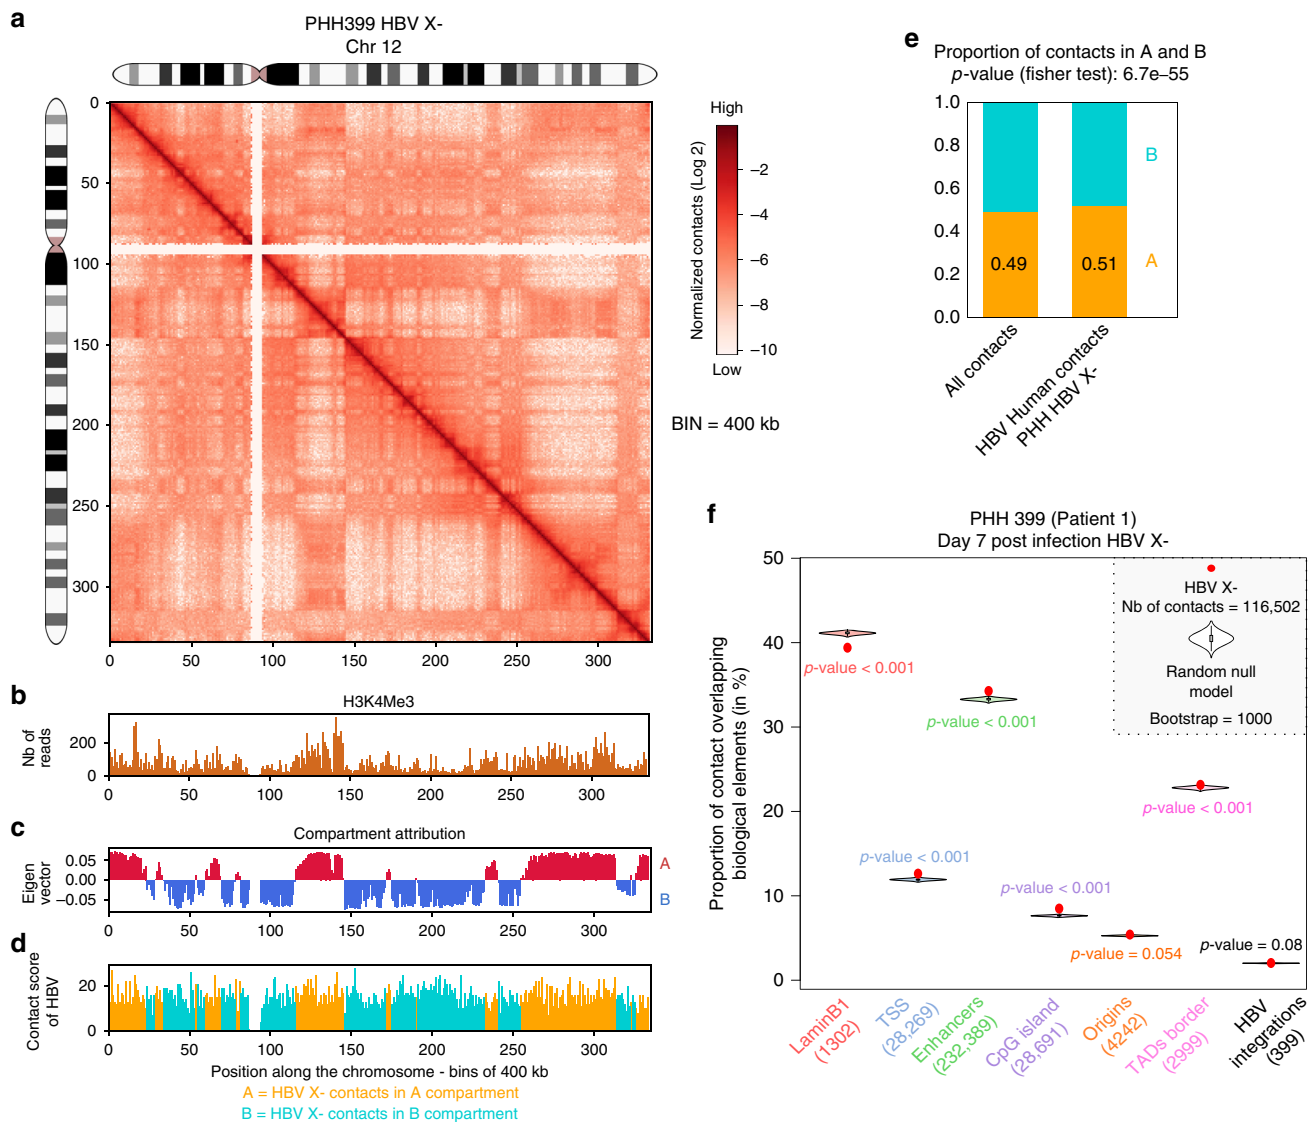 a
PHH399 HBV X-
Chr 12
0
50
100
150
200
250
300
0
50
100
150
200
250
300
High
Normalized contacts (Log 2)
−2
−4
−6
−8
−10
Low
BIN = 400 kb
b
H3K4Me3
Nb of
reads
200
0
0
50
100
150
200
250
300
c
Compartment attribution
Eigen
vector
0.05
0.00
−0.05
A
B
0
50
100
150
200
250
300
d
Contact score
of HBV
20
0
0
50
100
150
200
250
300
Position along the chromosome - bins of 400 kb
A = HBV X- contacts in A compartment
B = HBV X- contacts in B compartment
e
Proportion of contacts in A and B
p-value (fisher test): 6.7e–55
1.0
0.8
0.6
0.4
0.2
0.0
0.49
0.51
B
A
All contacts
HBV Human contacts
PHH HBV X-
f
PHH 399 (Patient 1)
Day 7 post infection HBV X-
Proportion of contact overlapping
biological elements (in %)
50
40
30
20
10
0
HBV X-
Nb of contacts = 116,502
Random null
model
Bootstrap = 1000
p-value < 0.001
p-value < 0.001
p-value < 0.001
p-value < 0.001
p-value < 0.001
p-value = 0.054
p-value = 0.08
LaminB1
(1302)
TSS
(28,269)
Enhancers
(232,389)
CpG island
(28,691)
Origins
(4242)
TADs border
(2999)
HBV
integrations
(399)